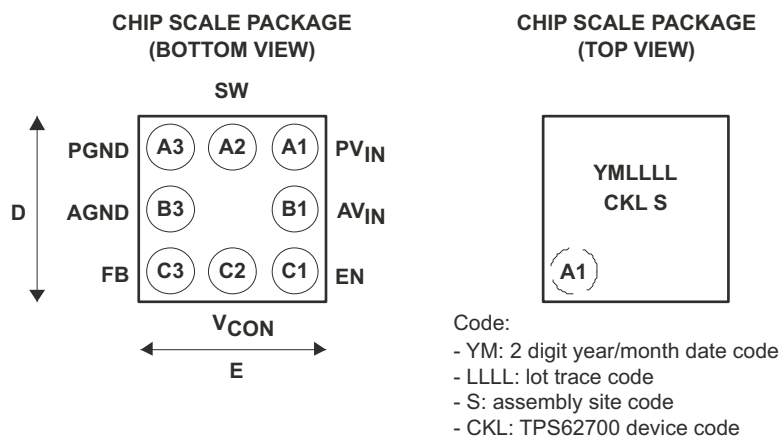 CHIP SCALE PACKAGE
(BOTTOM VIEW)
SW
PGND A3 A2 A1 PVIN
D AGND B3 B1 AVIN
FB C3 C2 C1 EN
VCON
E
CHIP SCALE PACKAGE
(TOP VIEW)
YMLLLL
CKL S
A1
Code:
- YM: 2 digit year/month date code
- LLLL: lot trace code
- S: assembly site code
- CKL: TPS62700 device code